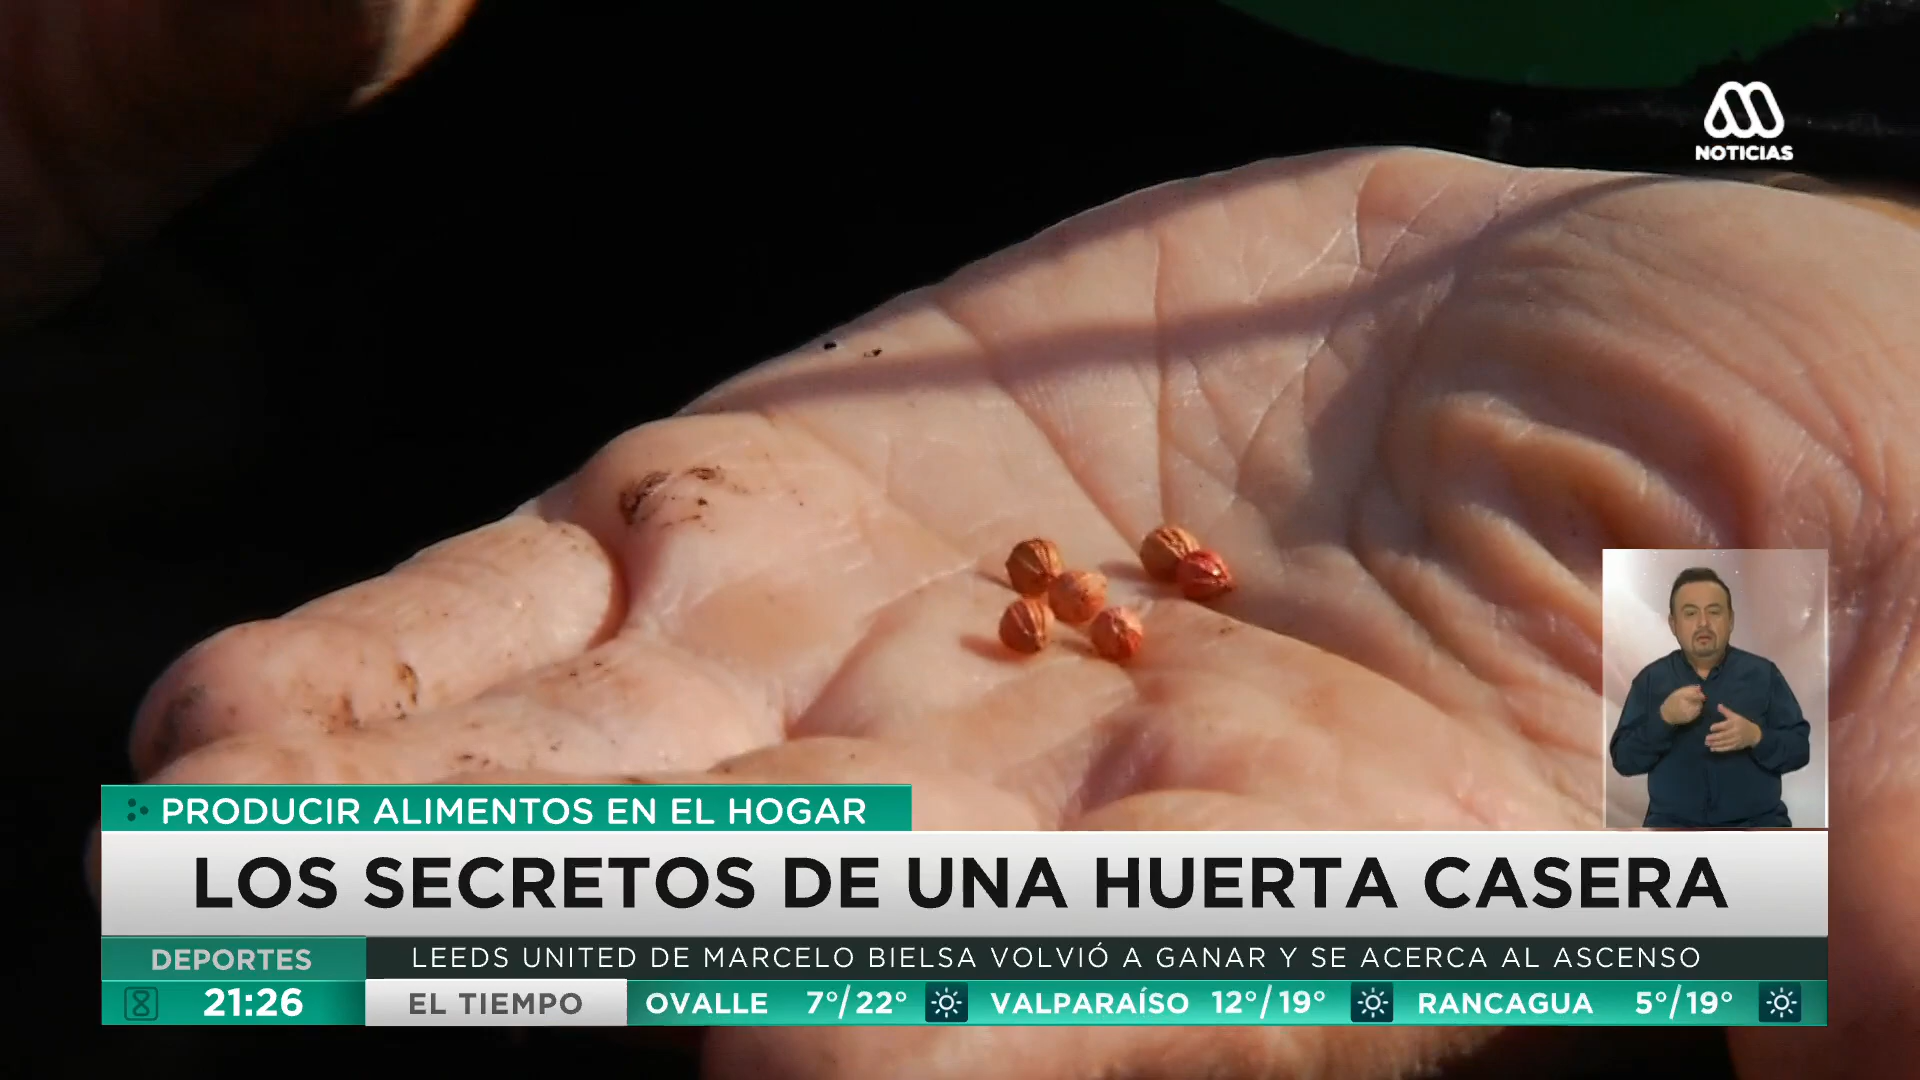 NOTICIAS
PRODUCIR ALIMENTOS EN EL HOGAR
LOS SECRETOS DE UNA HUERTA CASERA
DEPORTES LEEDS UNITED DE MARCELO BIELSA VOLVIÓ A GANAR Y SE ACERCA AL ASCENSO
21:26 EL TIEMPO OVALLE 7°/22° VALPARAÍSO 12°/19° RANCAGUA 5°/19°